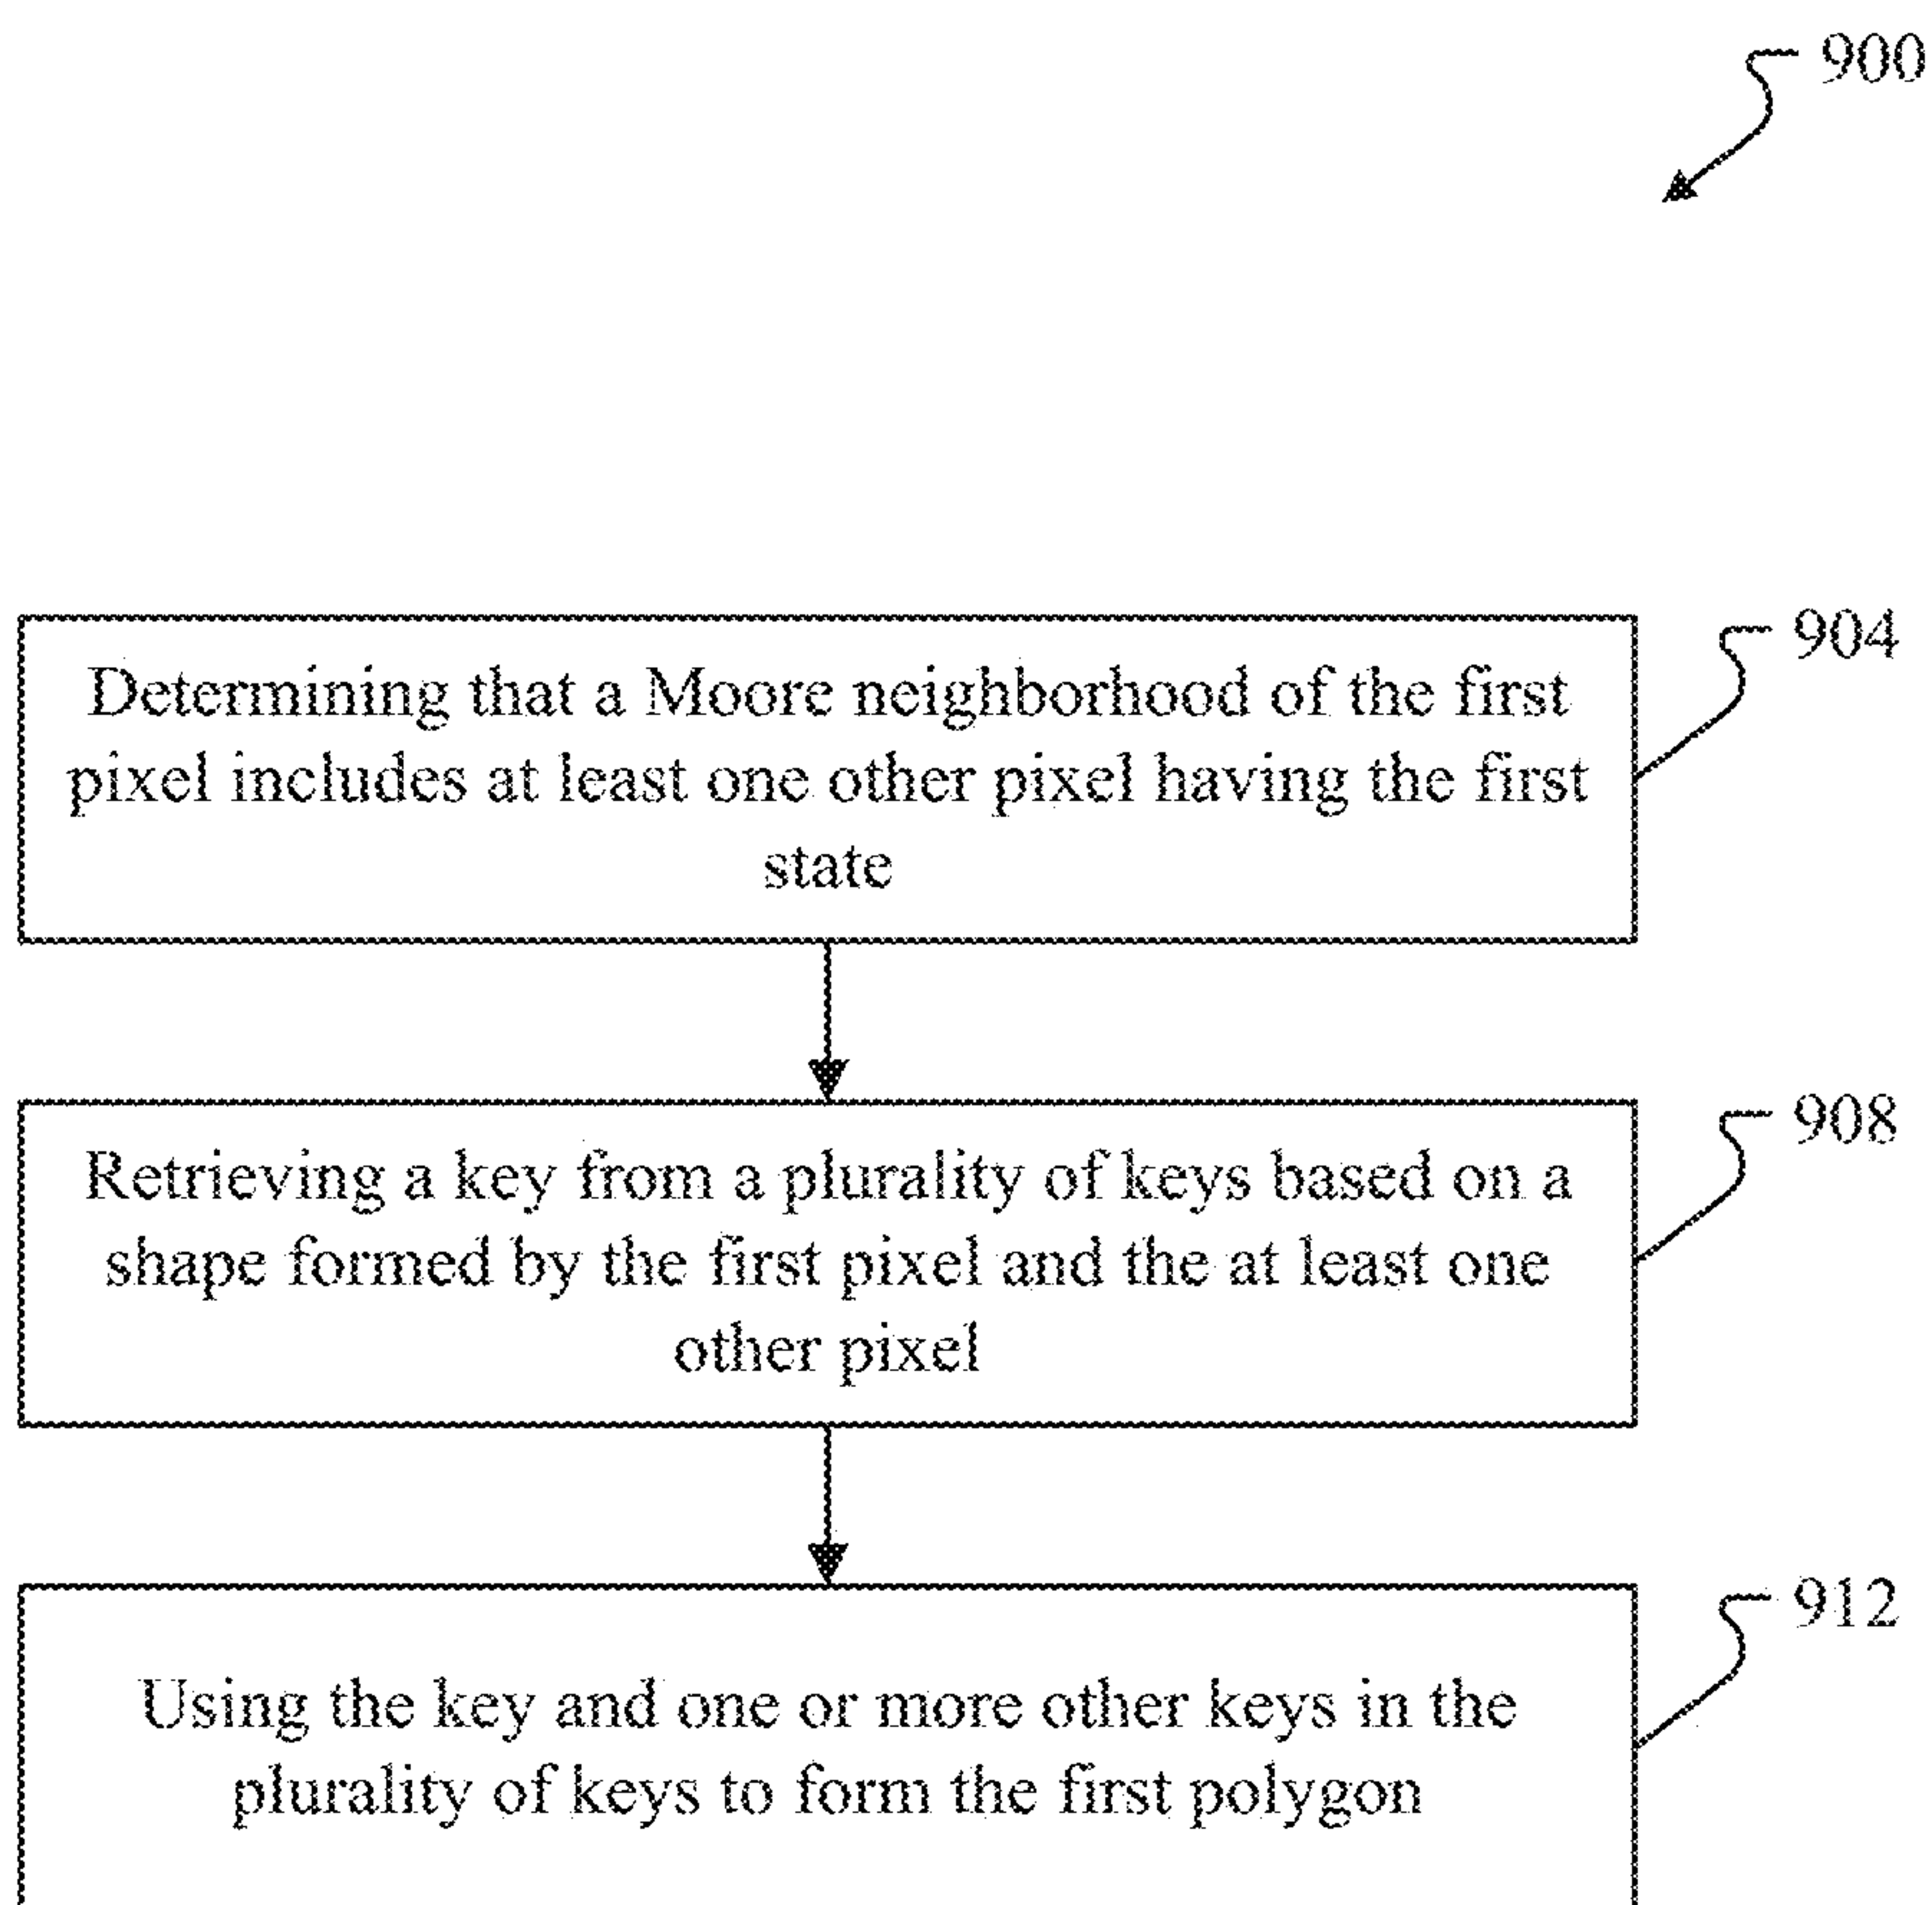 900
904
Determining that a Moore neighborhood of the first
pixel includes at least one other pixel having the first
state
908
Retrieving a key from a plurality of keys based on a
shape formed by the first pixel and the at least one
other pixel
912
Using the key and one or more other keys in the
plurality of keys to form the first polygon